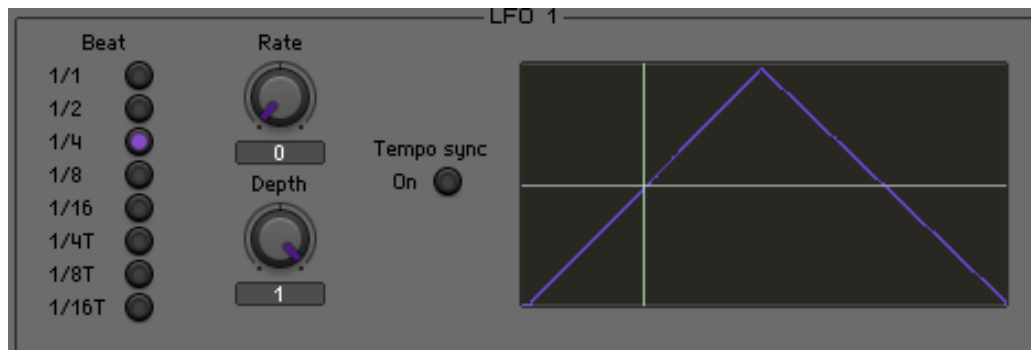 LFO 1
Beat
1/1
1/2
1/4
1/8
1/16
1/4T
1/8T
1/16T
Rate
0
Depth
1
Tempo sync
On